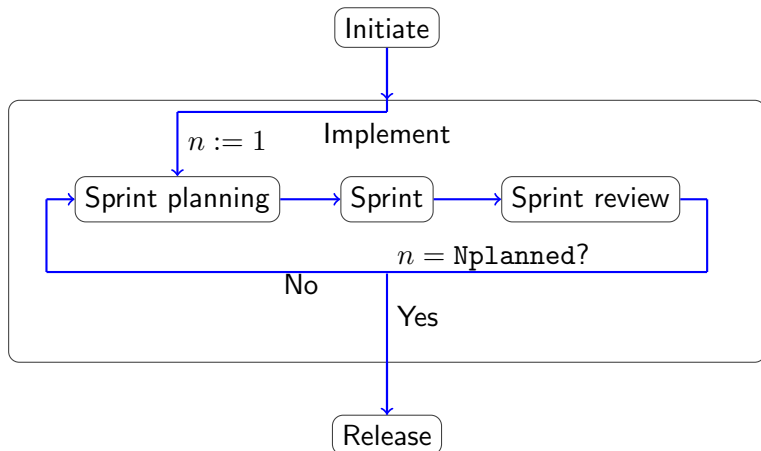 Initiate
Implement
n := 1
Sprint planning
Sprint
Sprint review
n = Nplanned?
No
Yes
Release